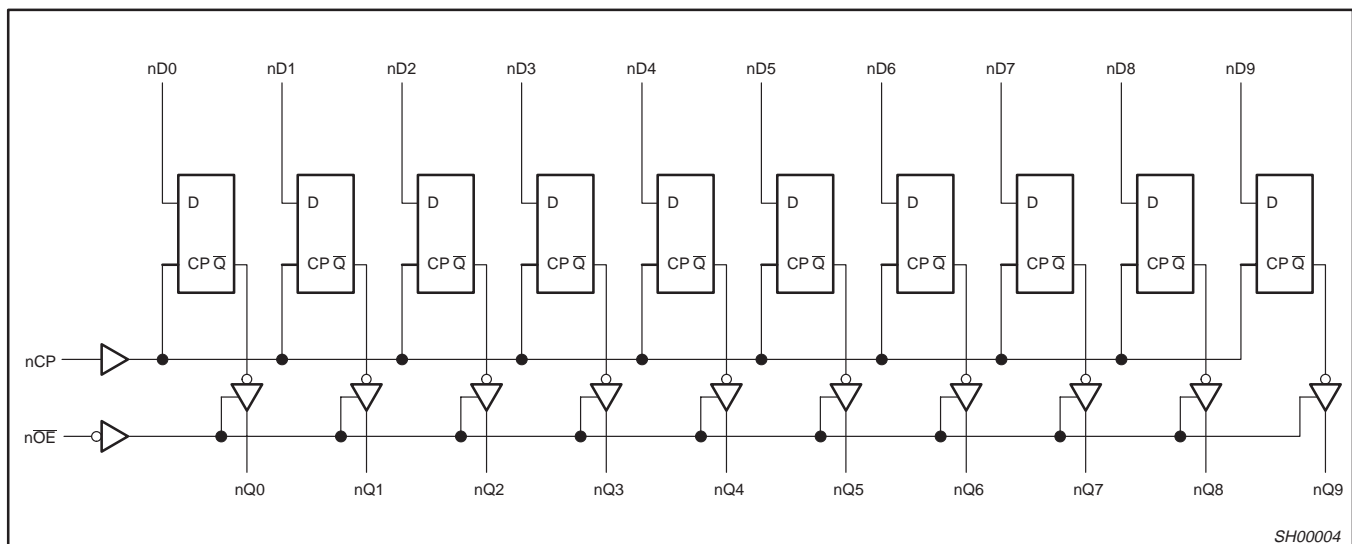 nD0 nD1 nD2 nD3 nD4 nD5 nD6 nD7 nD8 nD9
D D D D D D D D D D
CP Q̅ CP Q̅ CP Q̅ CP Q̅ CP Q̅ CP Q̅ CP Q̅ CP Q̅ CP Q̅ CP Q̅
nCP
nO̅E̅
nQ0 nQ1 nQ2 nQ3 nQ4 nQ5 nQ6 nQ7 nQ8 nQ9
SH00004